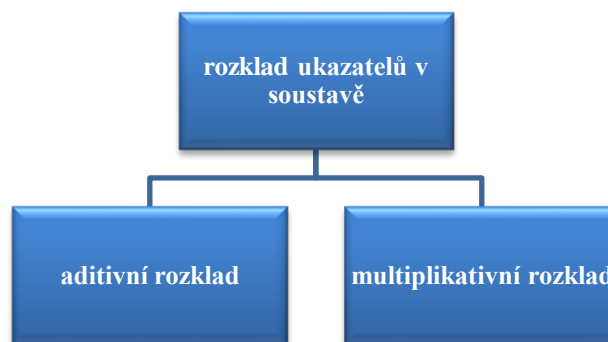 rozklad ukazatelů v
soustavě
aditivní rozklad
multiplikativní rozklad